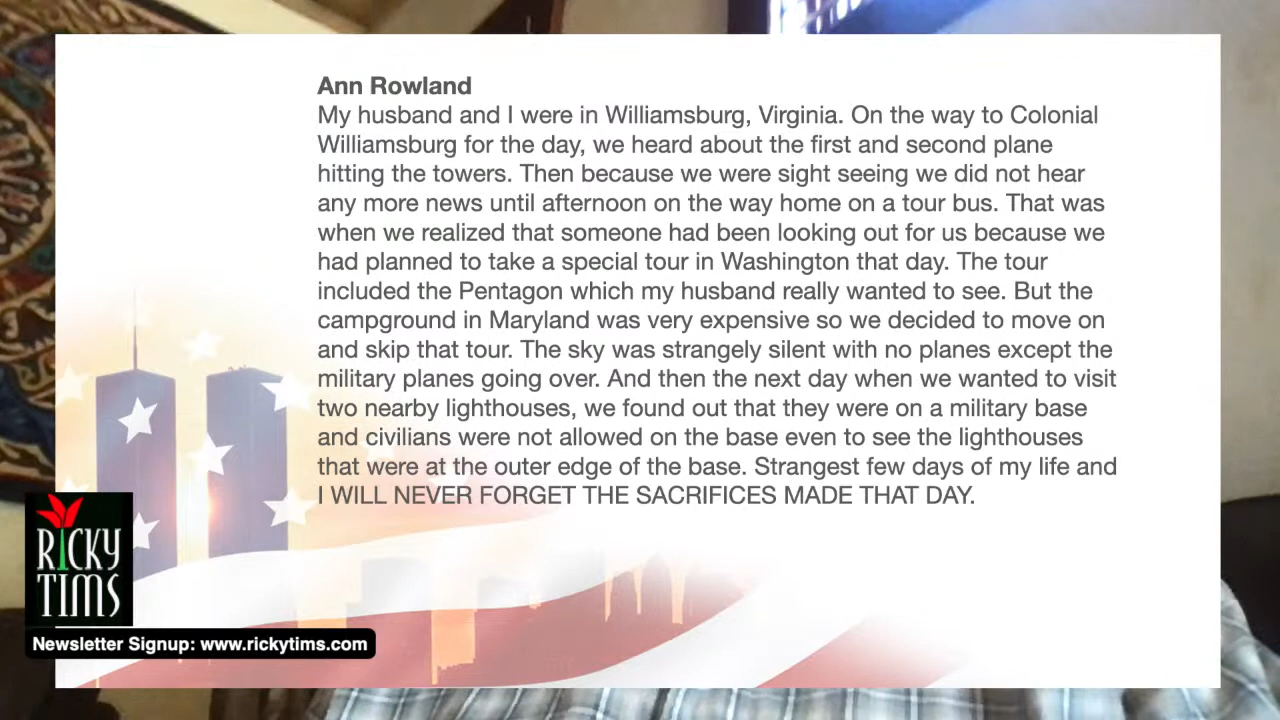 Ann Rowland
My husband and I were in Williamsburg, Virginia. On the way to Colonial
Williamsburg for the day, we heard about the first and second plane
hitting the towers. Then because we were sight seeing we did not hear
any more news until afternoon on the way home on a tour bus. That was
when we realized that someone had been looking out for us because we
had planned to take a special tour in Washington that day. The tour
included the Pentagon which my husband really wanted to see. But the
campground in Maryland was very expensive so we decided to move on
and skip that tour. The sky was strangely silent with no planes except the
military planes going over. And then the next day when we wanted to visit
two nearby lighthouses, we found out that they were on a military base
and civilians were not allowed on the base even to see the lighthouses
that were at the outer edge of the base. Strangest few days of my life and
I WILL NEVER FORGET THE SACRIFICES MADE THAT DAY.
RICKY
TIMS
Newsletter Signup: www.rickytims.com